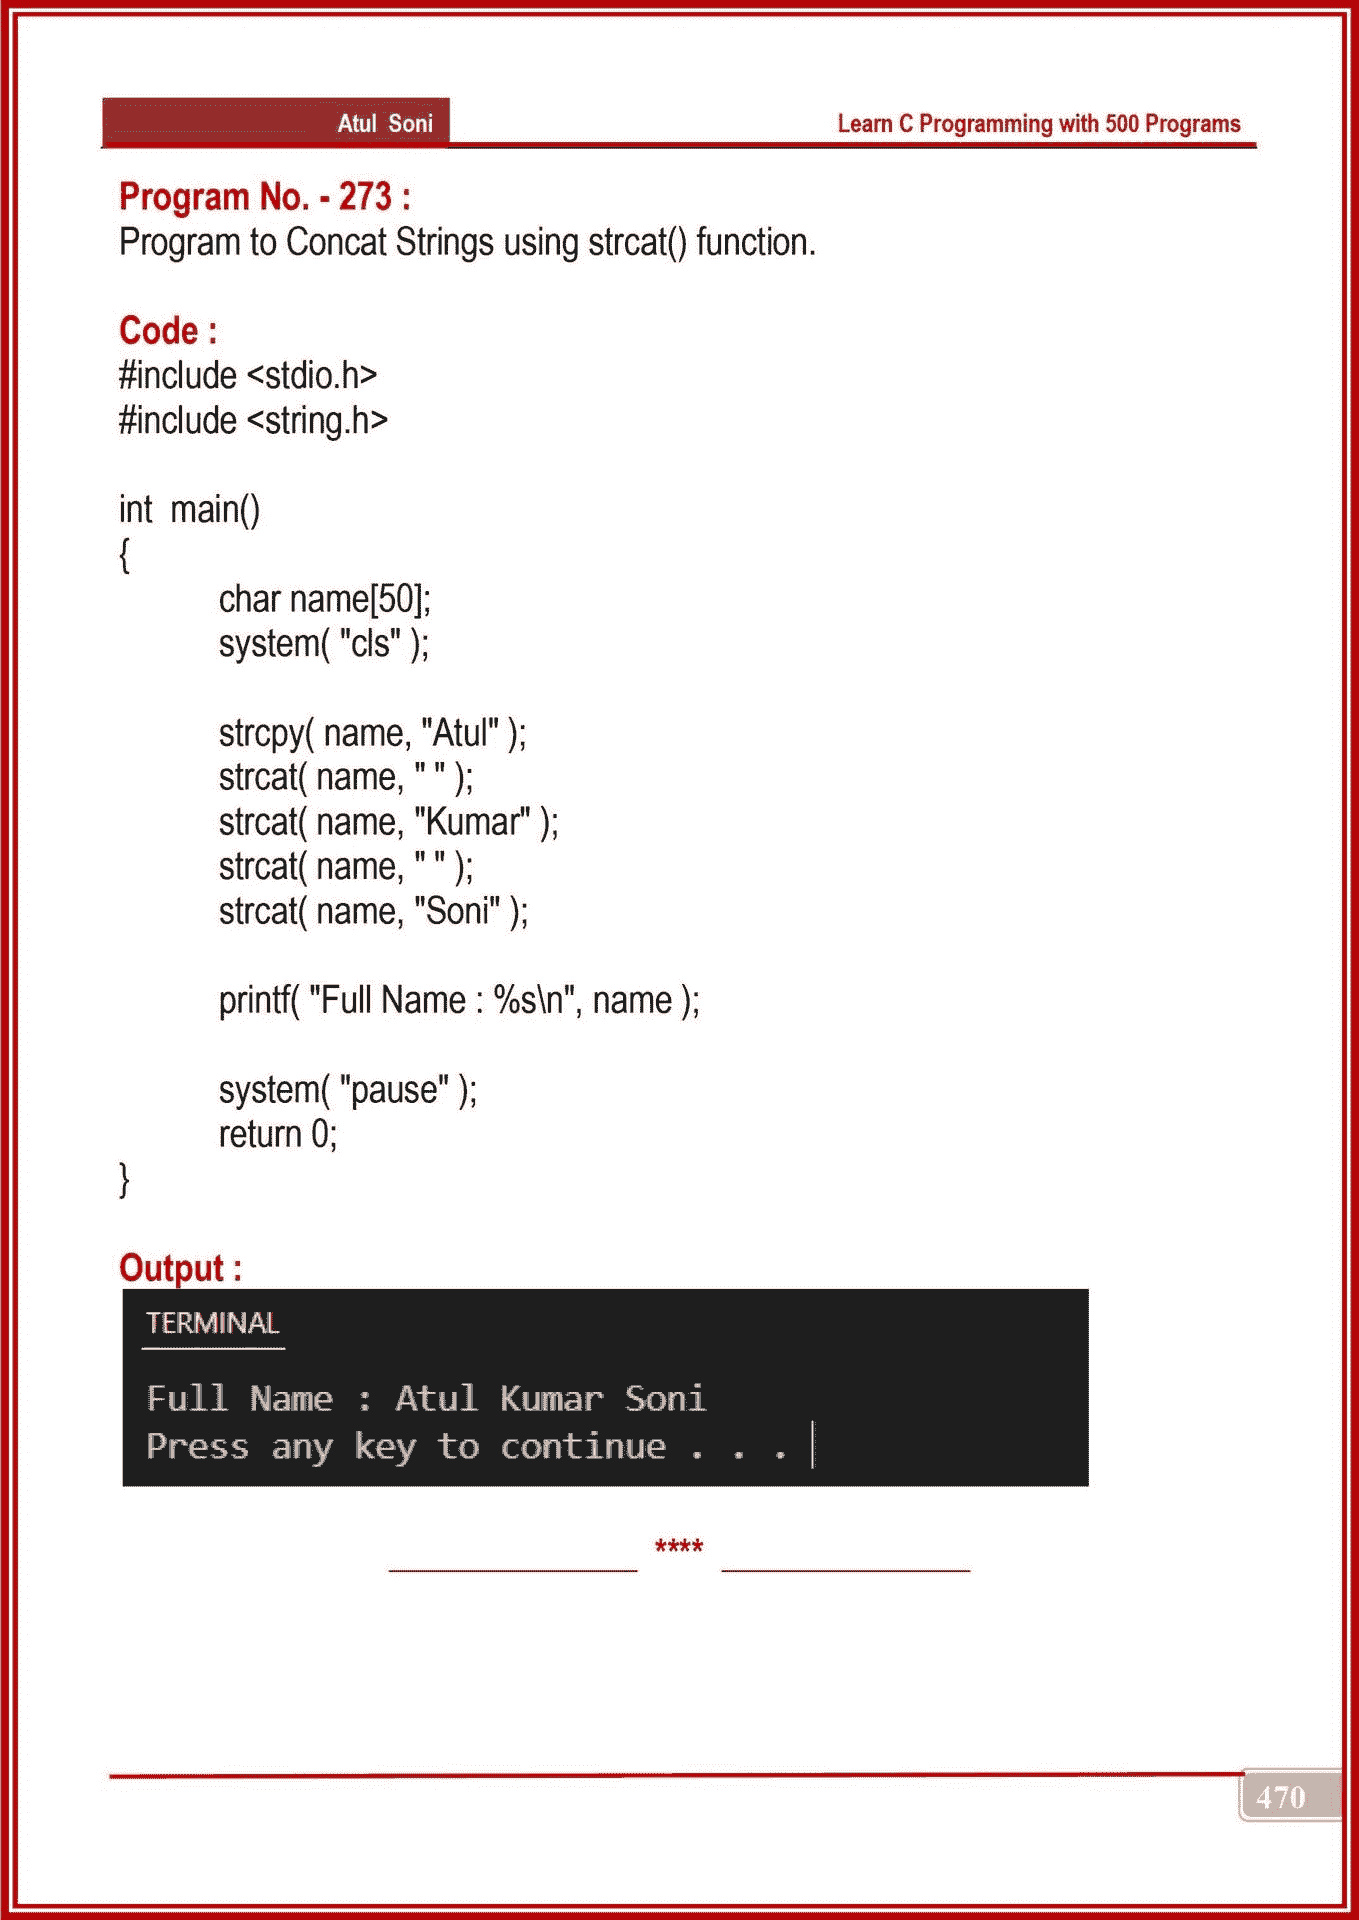 Atul  Soni
Learn C Programming with 500 Programs
Program No. - 273 :
Program to Concat Strings using strcat() function.
Code :
#include <stdio.h>
#include <string.h>
int  main()
{
char name[50];
system( "cls" );
strcpy( name, "Atul" );
strcat( name, " " );
strcat( name, "Kumar" );
strcat( name, " " );
strcat( name, "Soni" );
printf( "Full Name : %s\n", name );
system( "pause" );
return 0;
}
Output :
TERMINAL
Full Name : Atul Kumar Soni
Press any key to continue . . .
****
470